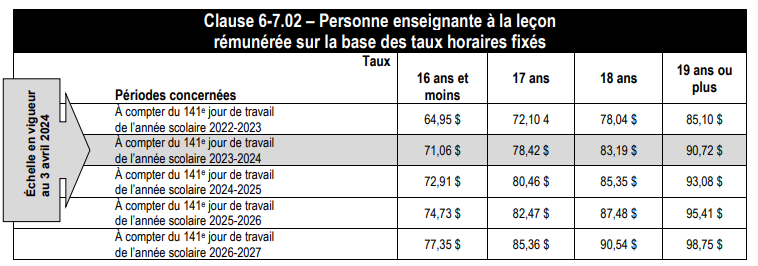 Clause 6-7.02 – Personne enseignante à la leçon
rémunérée sur la base des taux horaires fixés
Taux
Périodes concernées
16 ans et
moins
17 ans
18 ans
19 ans ou
plus
Échelle en vigueur
au 3 avril 2024
À compter du 141e jour de travail
de l'année scolaire 2022-2023
64,95 $ 72,10 4 78,04 $ 85,10 $
À compter du 141e jour de travail
de l'année scolaire 2023-2024
71,06 $ 78,42 $ 83,19 $ 90,72 $
À compter du 141e jour de travail
de l'année scolaire 2024-2025
72,91 $ 80,46 $ 85,35 $ 93,08 $
À compter du 141e jour de travail
de l'année scolaire 2025-2026
74,73 $ 82,47 $ 87,48 $ 95,41 $
À compter du 141e jour de travail
de l'année scolaire 2026-2027
77,35 $ 85,36 $ 90,54 $ 98,75 $